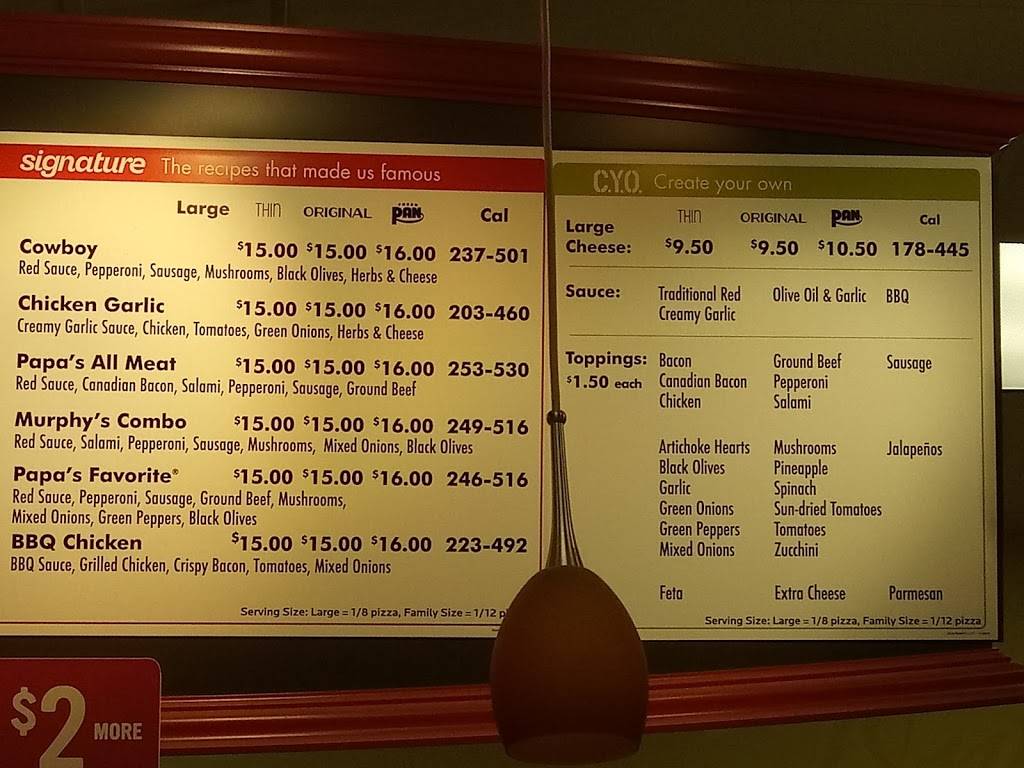 signature The recipes that made us famous
Large THIN ORIGINAL PAN Cal
Cowboy $15.00 $15.00 $16.00 237-501
Red Sauce, Pepperoni, Sausage, Mushrooms, Black Olives, Herbs & Cheese
Chicken Garlic $15.00 $15.00 $16.00 203-460
Creamy Garlic Sauce, Chicken, Tomatoes, Green Onions, Herbs & Cheese
Papa's All Meat $15.00 $15.00 $16.00 253-530
Red Sauce, Canadian Bacon, Salami, Pepperoni, Sausage, Ground Beef
Murphy's Combo $15.00 $15.00 $16.00 249-516
Red Sauce, Salami, Pepperoni, Sausage, Mushrooms, Mixed Onions, Black Olives
Papa's Favorite® $15.00 $15.00 $16.00 246-516
Red Sauce, Pepperoni, Sausage, Ground Beef, Mushrooms,
Mixed Onions, Green Peppers, Black Olives
BBQ Chicken $15.00 $15.00 $16.00 223-492
BBQ Sauce, Grilled Chicken, Crispy Bacon, Tomatoes, Mixed Onions
Serving Size: Large = 1/8 pizza, Family Size = 1/12
C.Y.O. Create your own
THIN ORIGINAL PAN Cal
Large
Cheese: $9.50 $9.50 $10.50 178-445
Sauce: Traditional Red Olive Oil & Garlic BBQ
Creamy Garlic
Toppings: Bacon Ground Beef Sausage
$1.50 each Canadian Bacon Pepperoni
Chicken Salami
Artichoke Hearts Mushrooms Jalapeños
Black Olives Pineapple
Garlic Spinach
Green Onions Sun-dried Tomatoes
Green Peppers Tomatoes
Mixed Onions Zucchini
Feta Extra Cheese Parmesan
Serving Size: Large = 1/8 pizza, Family Size = 1/12 pizza
$2 MORE